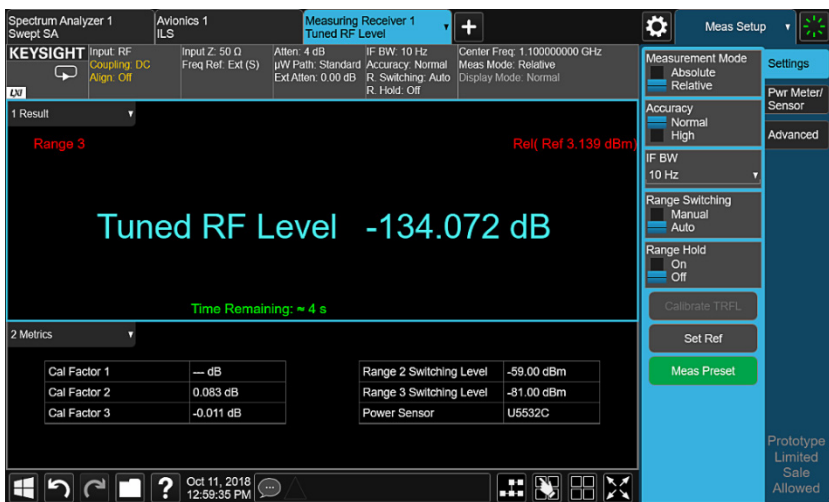 Spectrum Analyzer 1
Swept SA
Avionics 1
ILS
Measuring Receiver 1
Tuned RF Level
Meas Setup
KEYSIGHT
LXI
Input: RF
Coupling: DC
Align: Off
Input Z: 50 Ω
Freq Ref: Ext (S)
Atten: 4 dB
µW Path: Standard
Ext Atten: 0.00 dB
IF BW: 10 Hz
Accuracy: Normal
R. Switching: Auto
R. Hold: Off
Center Freq: 1.100000000 GHz
Meas Mode: Relative
Display Mode: Normal
1 Result
Range 3
Rel( Ref 3.139 dBm)
Tuned RF Level -134.072 dB
Time Remaining: ≈ 4 s
2 Metrics
Cal Factor 1 --- dB
Cal Factor 2 0.083 dB
Cal Factor 3 -0.011 dB
Range 2 Switching Level -59.00 dBm
Range 3 Switching Level -81.00 dBm
Power Sensor U5532C
Measurement Mode
Absolute
Relative
Accuracy
Normal
High
IF BW
10 Hz
Range Switching
Manual
Auto
Range Hold
On
Off
Calibrate TRFL
Set Ref
Meas Preset
Settings
Pwr Meter/
Sensor
Advanced
Prototype
Limited
Sale
Allowed
?
Oct 11, 2018
12:59:35 PM